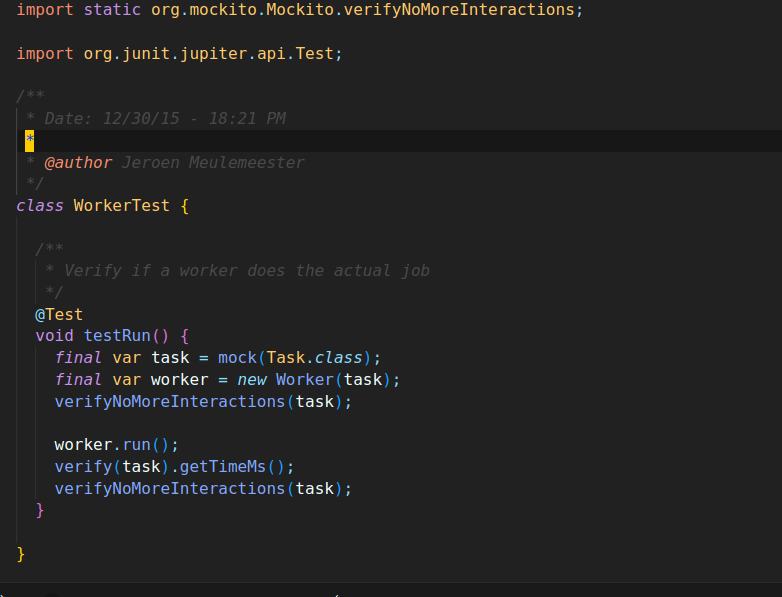 import static org.mockito.Mockito.verifyNoMoreInteractions;
import org.junit.jupiter.api.Test;
/**
* Date: 12/30/15 - 18:21 PM
*
* @author Jeroen Meulemeester
*/
class WorkerTest {
/**
* Verify if a worker does the actual job
*/
@Test
void testRun() {
final var task = mock(Task.class);
final var worker = new Worker(task);
verifyNoMoreInteractions(task);
worker.run();
verify(task).getTimeMs();
verifyNoMoreInteractions(task);
}
}